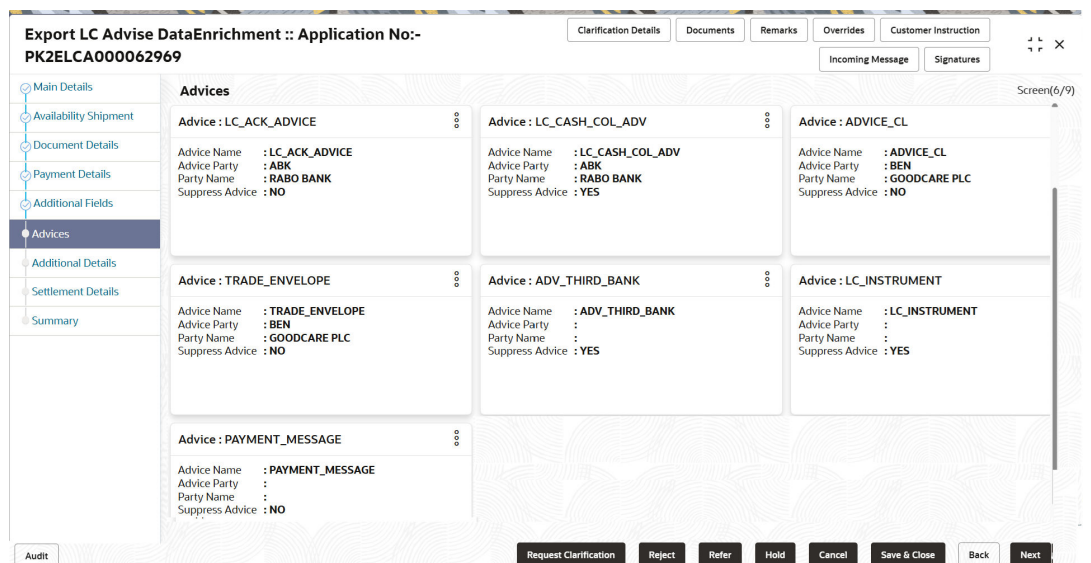 Export LC Advise DataEnrichment :: Application No:-
PK2ELCA000062969
Clarification Details
Documents
Remarks
Overrides
Customer Instruction
Incoming Message
Signatures
Main Details
Availability Shipment
Document Details
Payment Details
Additional Fields
Advices
Additional Details
Settlement Details
Summary
Advices
Screen(6/9)
Advice : LC_ACK_ADVICE
Advice Name : LC_ACK_ADVICE
Advice Party : ABK
Party Name : RABO BANK
Suppress Advice : NO
Advice : LC_CASH_COL_ADV
Advice Name : LC_CASH_COL_ADV
Advice Party : ABK
Party Name : RABO BANK
Suppress Advice : YES
Advice : ADVICE_CL
Advice Name : ADVICE_CL
Advice Party : BEN
Party Name : GOODCARE PLC
Suppress Advice : NO
Advice : TRADE_ENVELOPE
Advice Name : TRADE_ENVELOPE
Advice Party : BEN
Party Name : GOODCARE PLC
Suppress Advice : NO
Advice : ADV_THIRD_BANK
Advice Name : ADV_THIRD_BANK
Advice Party :
Party Name :
Suppress Advice : YES
Advice : LC_INSTRUMENT
Advice Name : LC_INSTRUMENT
Advice Party :
Party Name :
Suppress Advice : YES
Advice : PAYMENT_MESSAGE
Advice Name : PAYMENT_MESSAGE
Advice Party :
Party Name :
Suppress Advice : NO
Audit
Request Clarification
Reject
Refer
Hold
Cancel
Save & Close
Back
Next